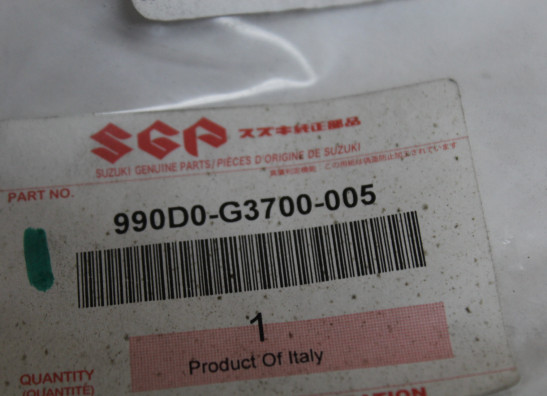 SGP スズキ純正部品
SUZUKI GENUINE PARTS/PIÈCES D'ORIGINE DE SUZUKI
PART NO.
990D0-G3700-005
1
Product Of Italy
QUANTITY
(QUANTITÉ)